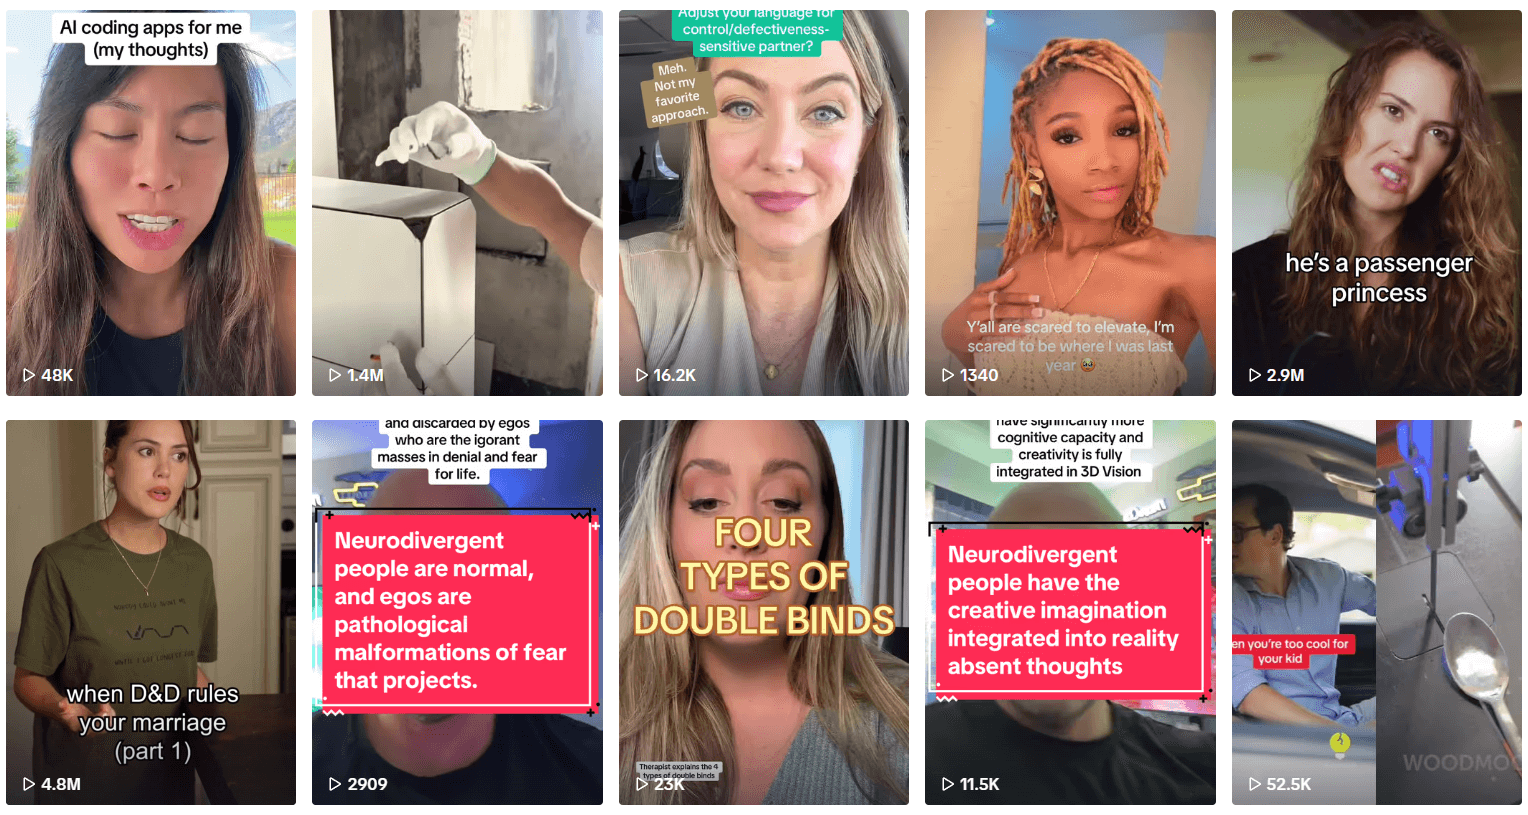 AI coding apps for me
(my thoughts)
48K
1.4M
Adjust your language for
control/defectiveness-
sensitive partner?
Meh.
Not my
favorite
approach.
16.2K
Y'all are scared to elevate, I'm
scared to be where I was last
year
1340
he's a passenger
princess
2.9M
when D&D rules
your marriage
(part 1)
4.8M
and discarded by egos
who are the igorant
masses in denial and fear
for life.
Neurodivergent
people are normal,
and egos are
pathological
malformations of fear
that projects.
2909
FOUR
TYPES OF
DOUBLE BINDS
Therapist explains the 4
types of double binds
23K
have significantly more
cognitive capacity and
creativity is fully
integrated in 3D Vision
Neurodivergent
people have the
creative imagination
integrated into reality
absent thoughts
11.5K
en you're too cool for
your kid
WOODMO
52.5K